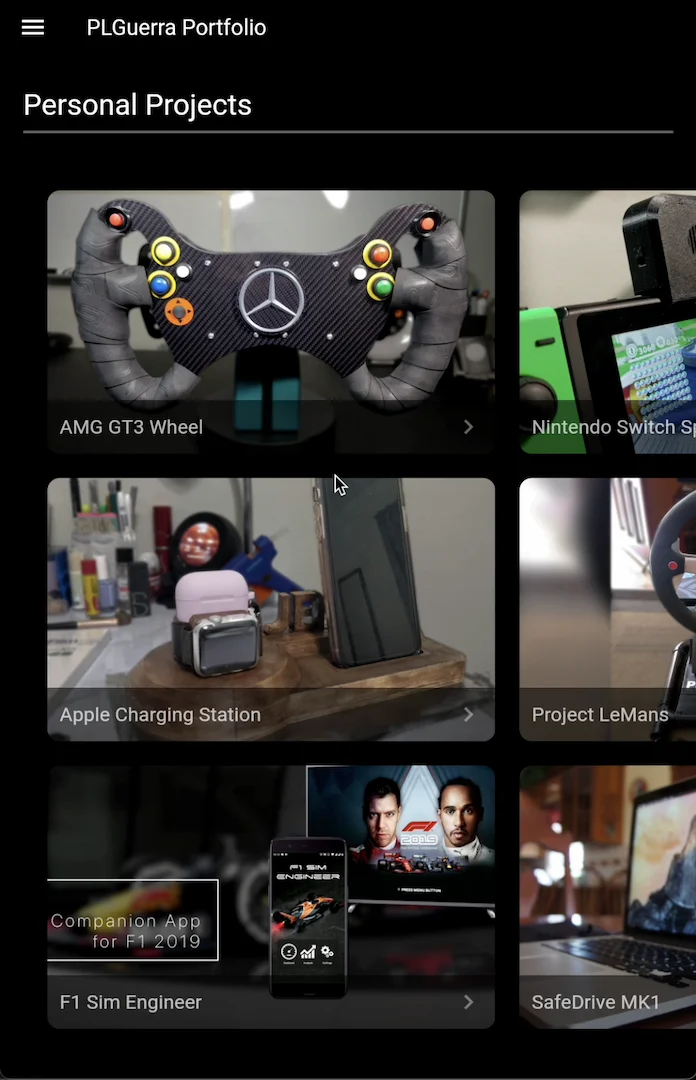 PLGuerra Portfolio
Personal Projects
AMG GT3 Wheel
Nintendo Switch Sp
Apple Charging Station
Project LeMans
F1
2019
PRESS MENU BUTTON
F1 SIM
ENGINEER
Companion App
for F1 2019
F1 Sim Engineer
SafeDrive MK1